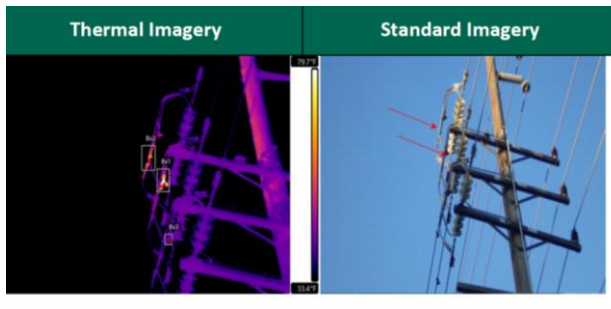 Thermal Imagery
Standard Imagery
79.7°F
Bx2
Bx1
Bx3
33.4°F